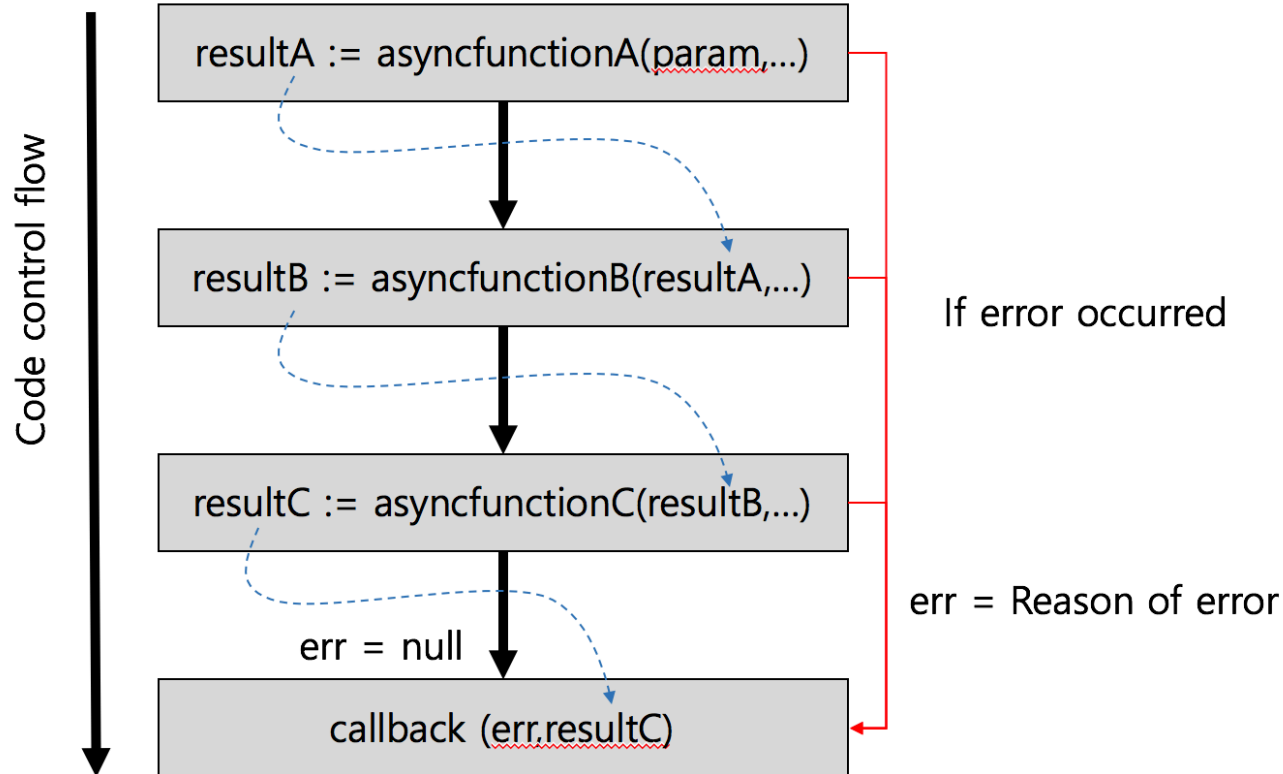 Code control flow
resultA := asyncfunctionA(param,...)
resultB := asyncfunctionB(resultA,...)
If error occurred
resultC := asyncfunctionC(resultB,...)
err = Reason of error
err = null
callback (err,resultC)